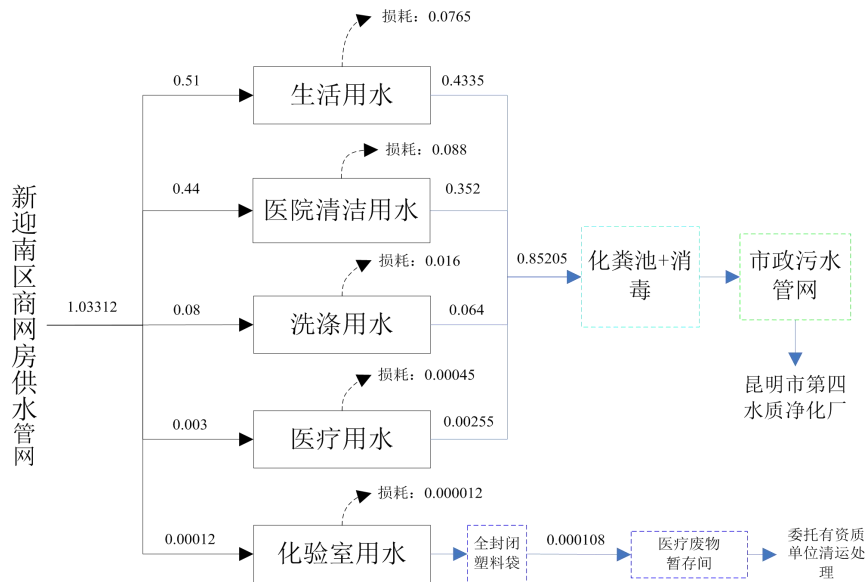 新迎南区商网房供水管网
1.03312
损耗：0.0765
0.51
生活用水
0.4335
损耗：0.088
0.44
医院清洁用水
0.352
损耗：0.016
0.08
洗涤用水
0.064
损耗：0.00045
0.003
医疗用水
0.00255
损耗：0.000012
0.00012
化验室用水
0.85205
化粪池+消
毒
市政污水
管网
昆明市第四
水质净化厂
全封闭
塑料袋
0.000108
医疗废物
暂存间
委托有资质
单位清运处
理